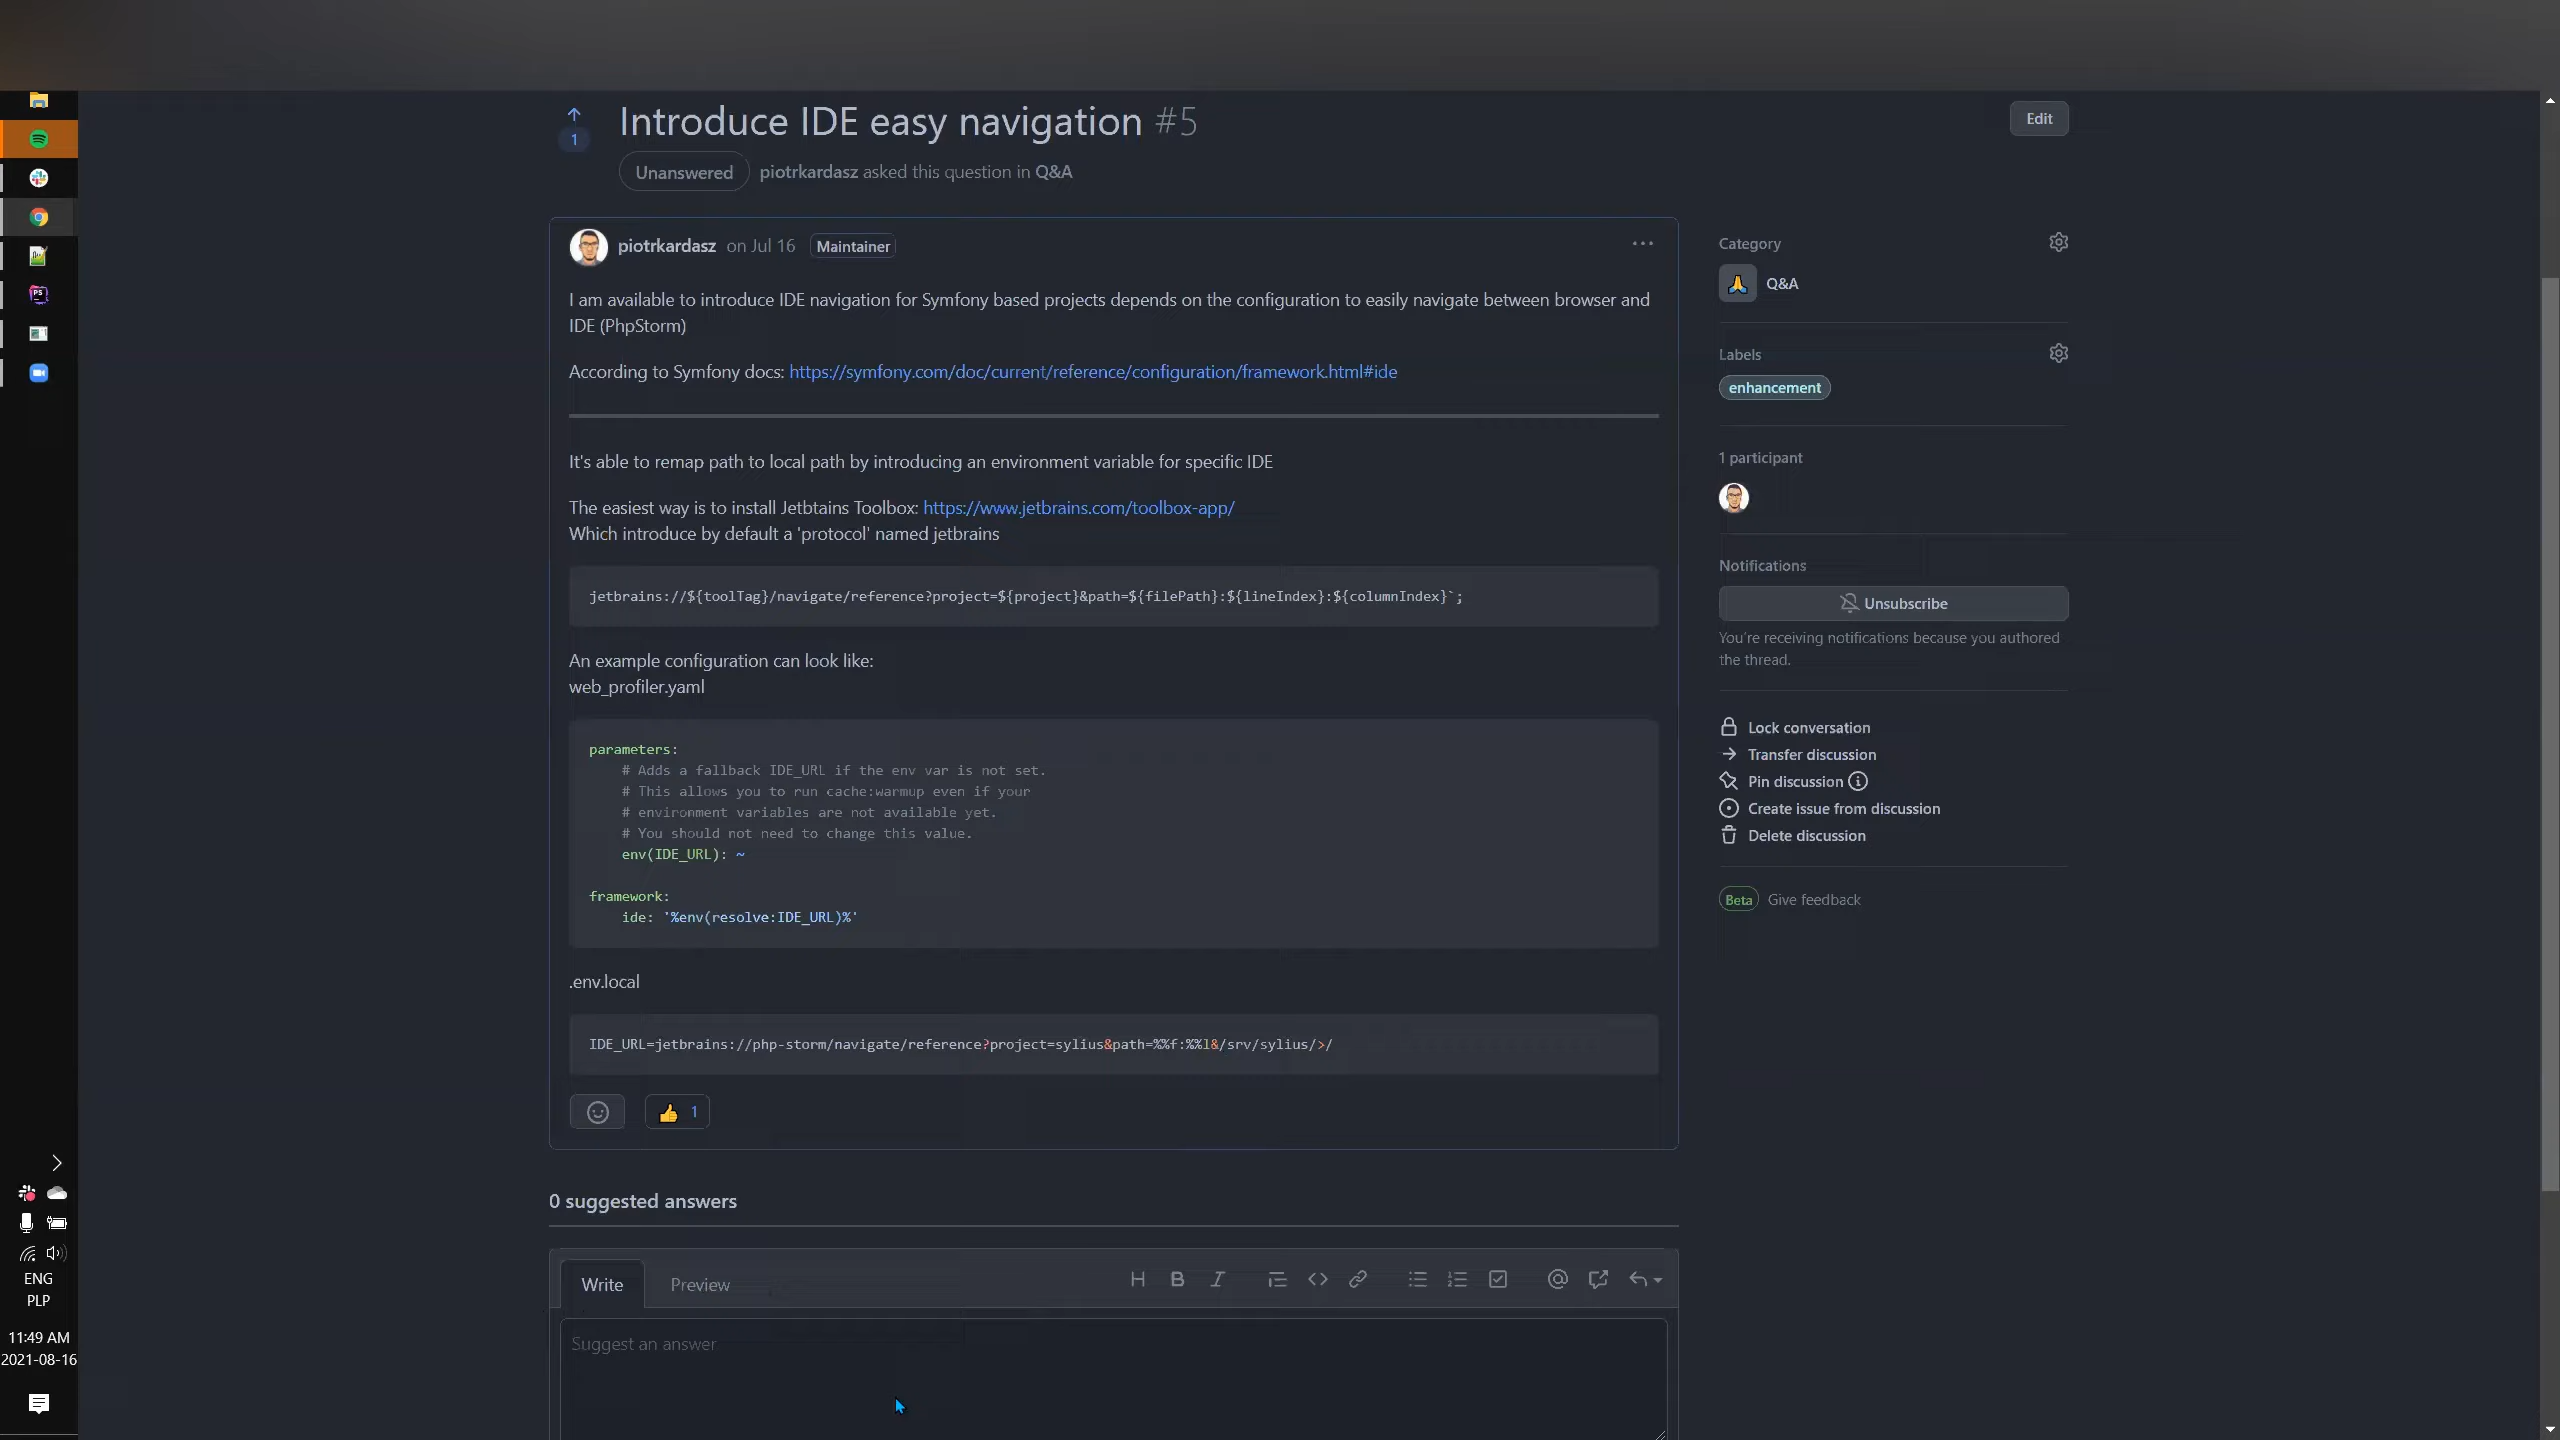 Introduce IDE easy navigation #5
1
Edit
Unanswered piotrkardasz asked this question in Q&A
piotrkardasz on Jul 16 Maintainer
I am available to introduce IDE navigation for Symfony based projects depends on the configuration to easily navigate between browser and
IDE (PhpStorm)
According to Symfony docs: https://symfony.com/doc/current/reference/configuration/framework.html#ide
It's able to remap path to local path by introducing an environment variable for specific IDE
The easiest way is to install Jetbtains Toolbox: https://www.jetbrains.com/toolbox-app/
Which introduce by default a 'protocol' named jetbrains
jetbrains://${toolTag}/navigate/reference?project=${project}&path=${filePath}:${lineIndex}:${columnIndex}`;
An example configuration can look like:
web_profiler.yaml
parameters:
# Adds a fallback IDE_URL if the env var is not set.
# This allows you to run cache:warmup even if your
# environment variables are not available yet.
# You should not need to change this value.
env(IDE_URL): ~
framework:
ide: '%env(resolve:IDE_URL)%'
.env.local
IDE_URL=jetbrains://php-storm/navigate/reference?project=sylius&path=%%f:%%l&/srv/sylius/>/
1
0 suggested answers
Write
Preview
Suggest an answer
Category
Q&A
Labels
enhancement
1 participant
Notifications
Unsubscribe
You're receiving notifications because you authored
the thread.
Lock conversation
Transfer discussion
Pin discussion
Create issue from discussion
Delete discussion
Beta Give feedback
PS
ENG
PLP
11:49 AM
2021-08-16